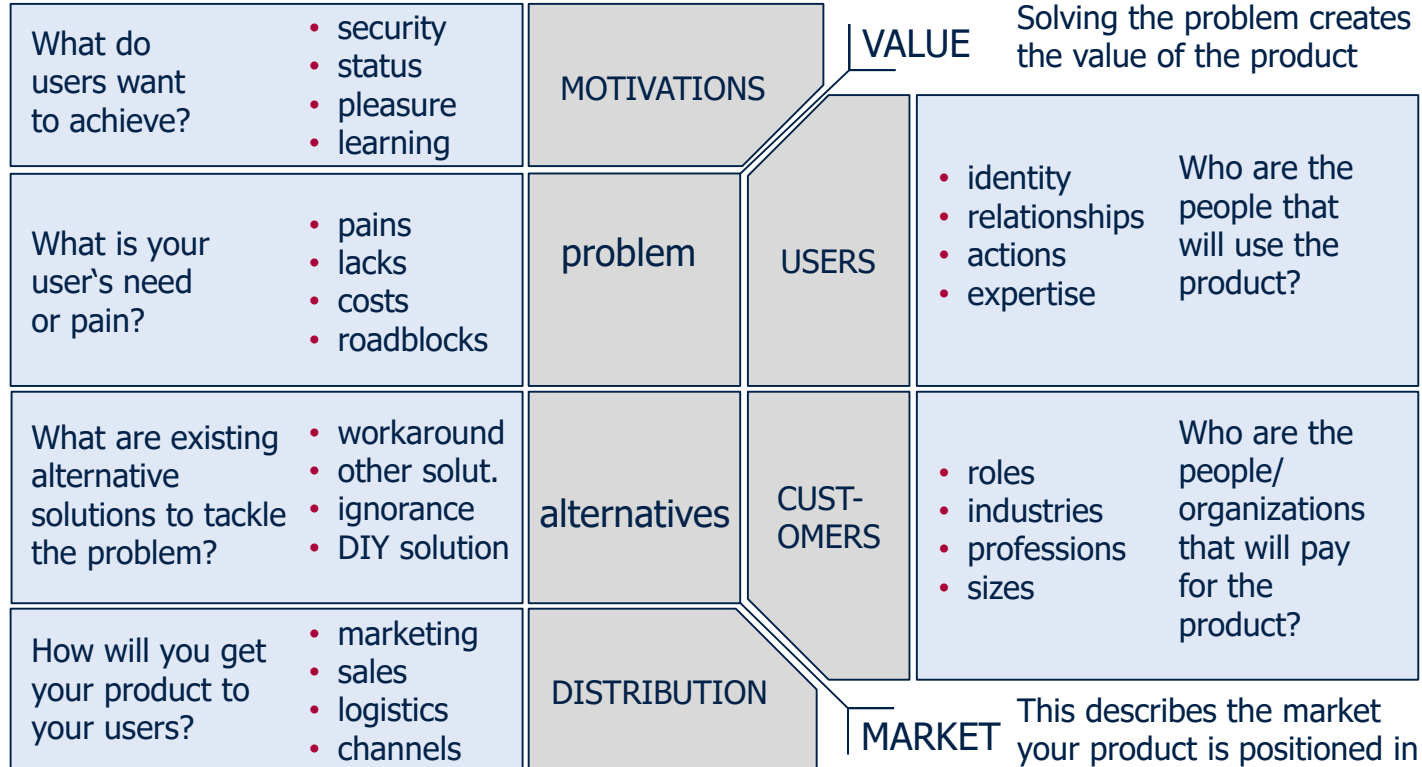 What do
users want
to achieve?
• security
• status
• pleasure
• learning
MOTIVATIONS
VALUE
Solving the problem creates
the value of the product
What is your
user‘s need
or pain?
• pains
• lacks
• costs
• roadblocks
problem
USERS
• identity
• relationships
• actions
• expertise
Who are the
people that
will use the
product?
What are existing
alternative
solutions to tackle
the problem?
• workaround
• other solut.
• ignorance
• DIY solution
alternatives
CUST-
OMERS
• roles
• industries
• professions
• sizes
Who are the
people/
organizations
that will pay
for the
product?
How will you get
your product to
your users?
• marketing
• sales
• logistics
• channels
DISTRIBUTION
MARKET
This describes the market
your product is positioned in